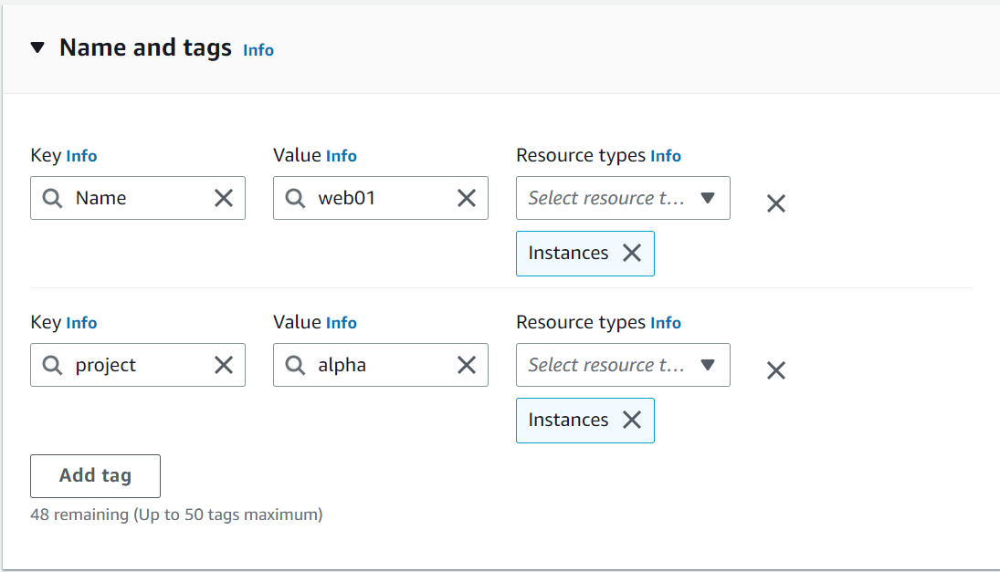 Name and tags Info
Key Info Value Info Resource types Info
Name web01 Select resource t...
Instances
Key Info Value Info Resource types Info
project alpha Select resource t...
Instances
Add tag
48 remaining (Up to 50 tags maximum)